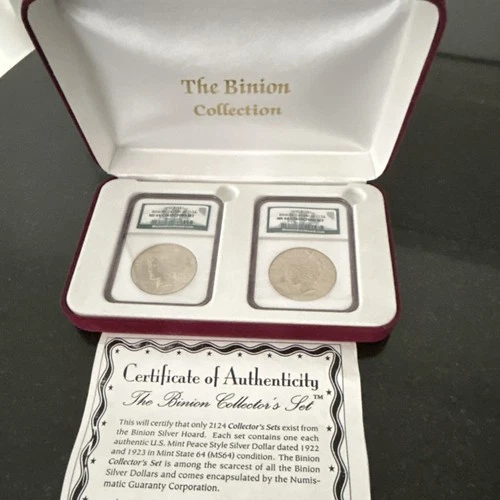 The Binion
Collection
Certificate of Authenticity
The Binion Collector's Set™
This will certify that only 2124 Collector's Sets exist from
the Binion Silver Hoard. Each set contains one each
authentic U.S. Mint Peace Style Silver Dollar dated 1922
and 1923 in Mint State 64 (MS64) condition. The Binion
Collector's Set is among the scarcest of all the Binion
Silver Dollars and comes encapsulated by the Numis-
matic Guaranty Corporation.